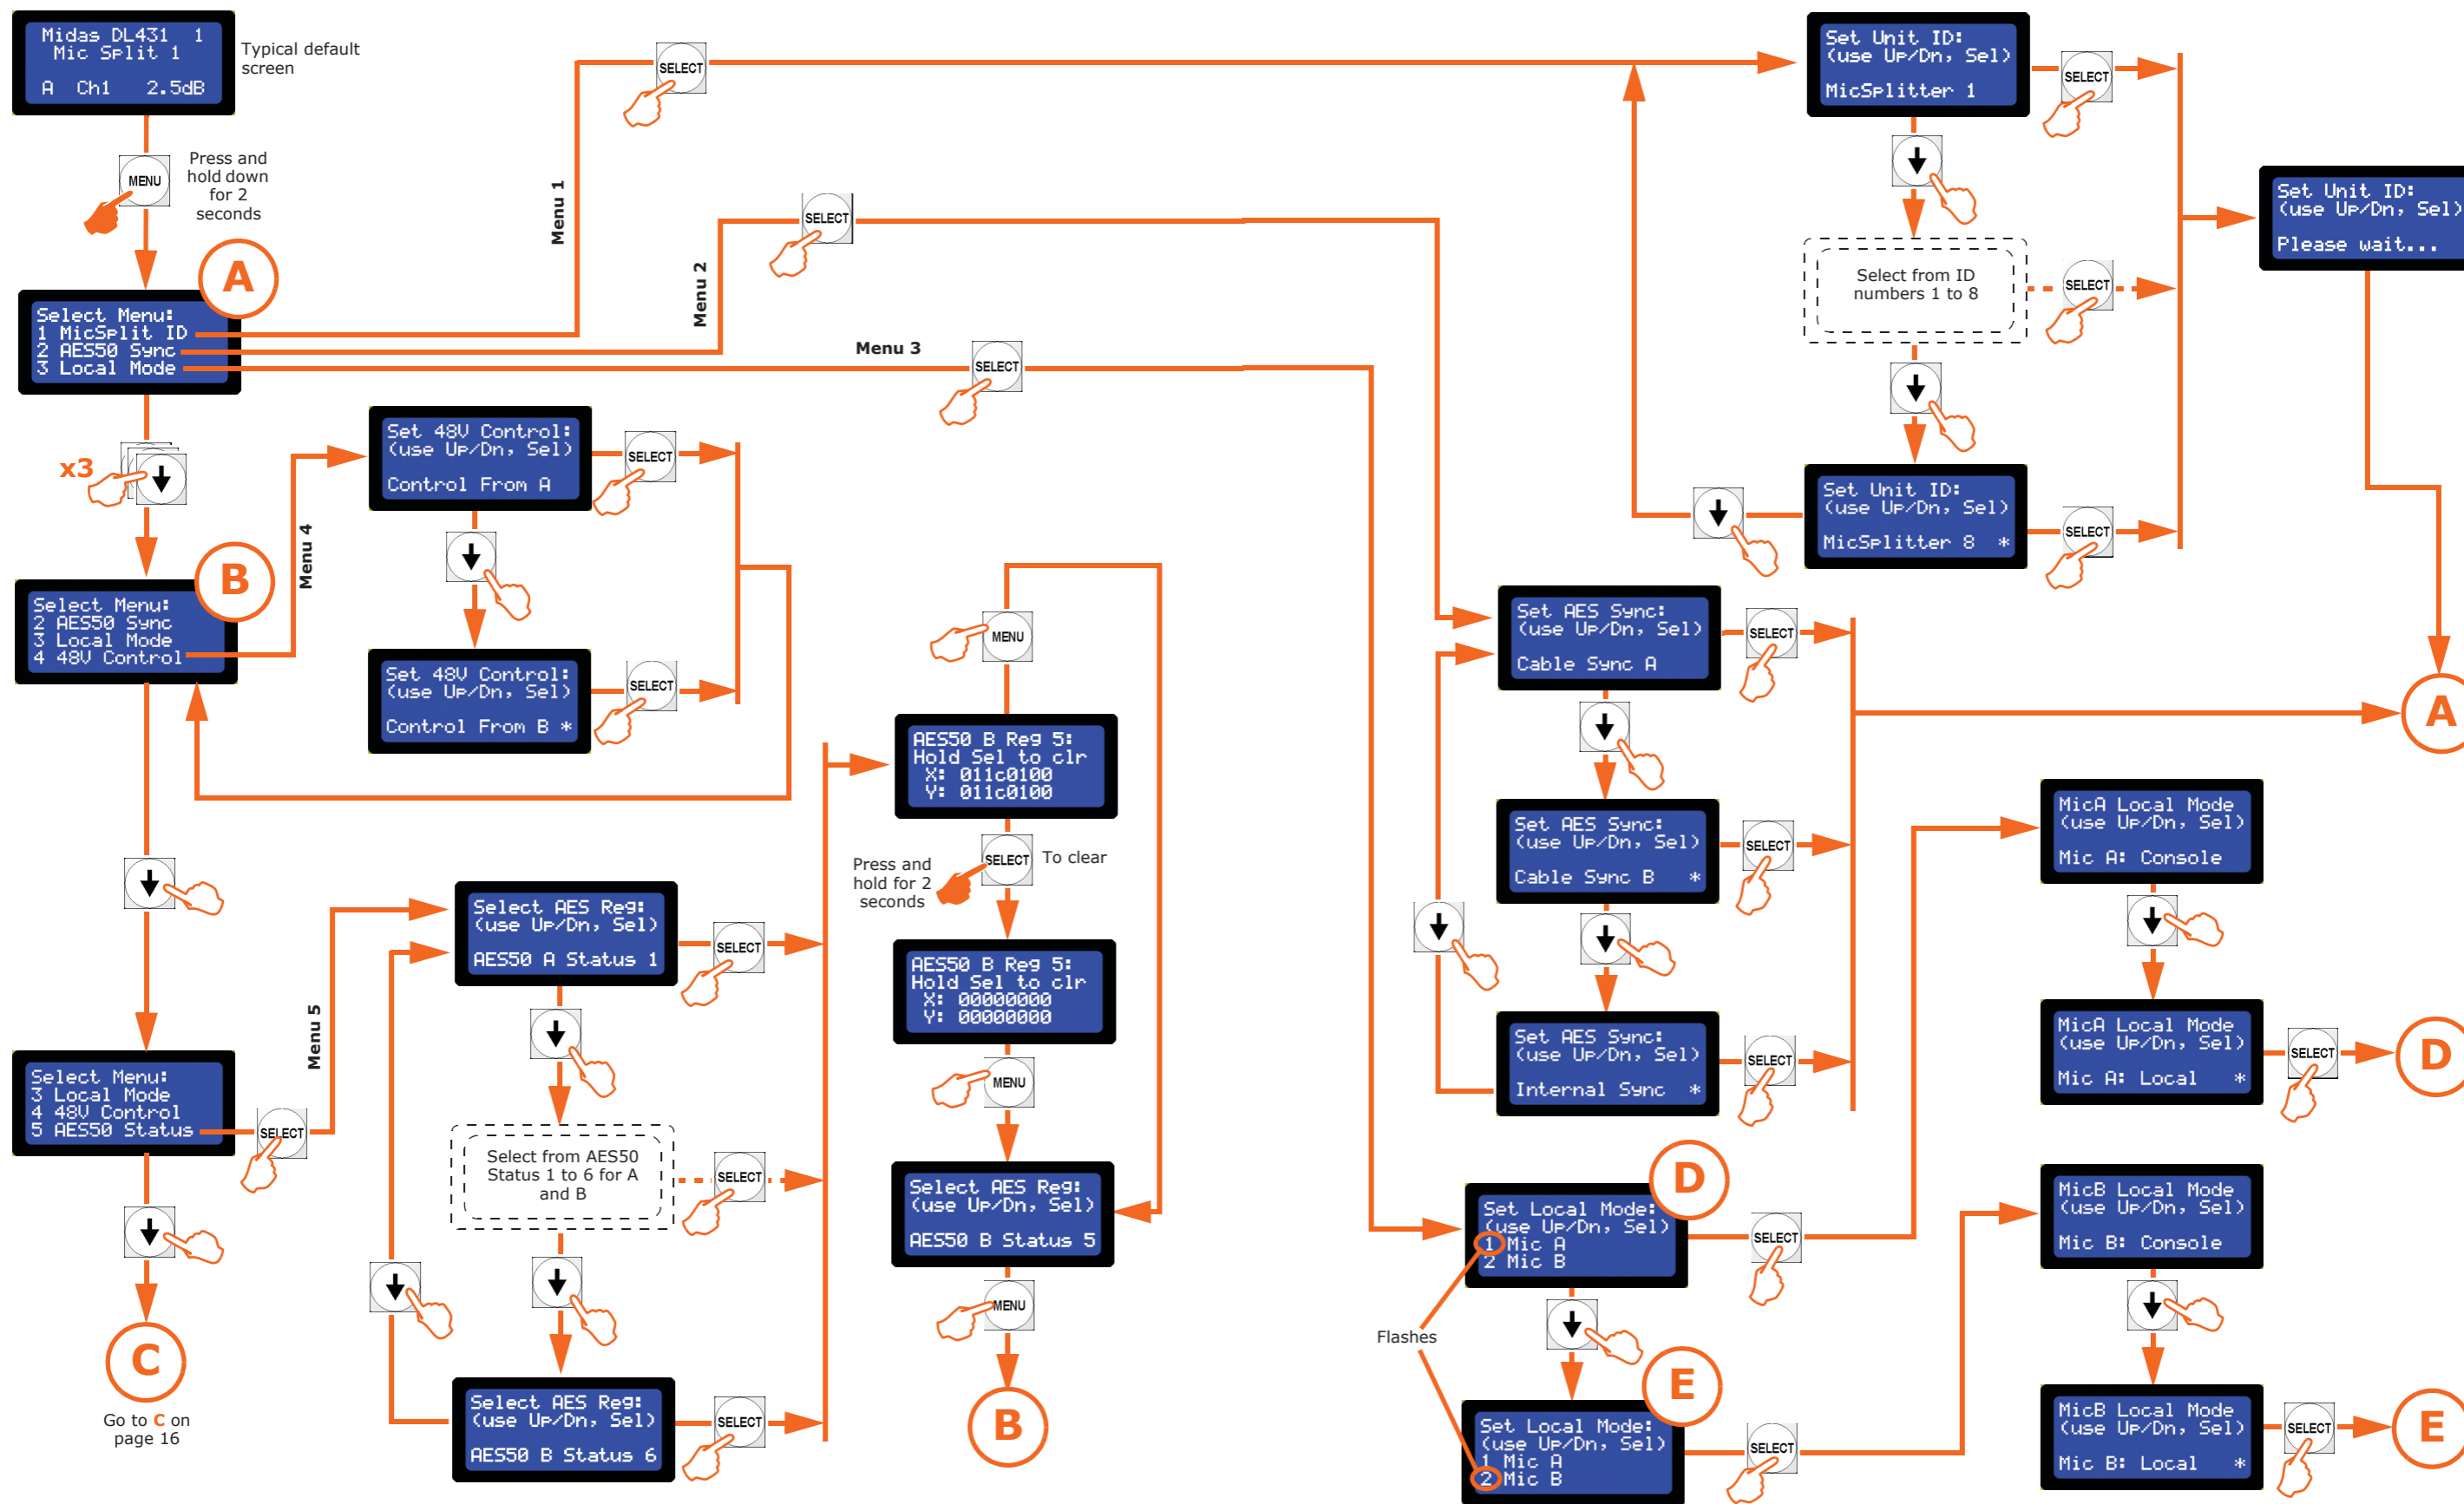 Midas DL431 1
Mic Split 1
A Ch1 2.5dB
Typical default
screen
MENU
Press and
hold down
for 2
seconds
A
Select Menu:
1 MicSplit ID
2 AES50 Sync
3 Local Mode
x3
B
Select Menu:
2 AES50 Sync
3 Local Mode
4 48V Control
Select Menu:
3 Local Mode
4 48V Control
5 AES50 Status
SELECT
C
Go to C on
page 16
Menu 4
Set 48V Control:
(use Up/Dn, Sel)
Control From A
SELECT
Set 48V Control:
(use Up/Dn, Sel)
Control From B *
SELECT
Menu 5
Select AES Reg:
(use Up/Dn, Sel)
AES50 A Status 1
SELECT
Select from AES50
Status 1 to 6 for A
and B
SELECT
Select AES Reg:
(use Up/Dn, Sel)
AES50 B Status 6
SELECT
MENU
AES50 B Reg 5:
Hold Sel to clr
X: 011c0100
Y: 011c0100
Press and
hold for 2
seconds
SELECT
To clear
AES50 B Reg 5:
Hold Sel to clr
X: 00000000
Y: 00000000
MENU
Select AES Reg:
(use Up/Dn, Sel)
AES50 B Status 5
MENU
B
Menu 1
SELECT
Menu 2
SELECT
Menu 3
SELECT
Set Unit ID:
(use Up/Dn, Sel)
MicSplitter 1
SELECT
Select from ID
numbers 1 to 8
SELECT
Set Unit ID:
(use Up/Dn, Sel)
MicSplitter 8 *
SELECT
Set Unit ID:
(use Up/Dn, Sel)
Please wait...
A
Set AES Sync:
(use Up/Dn, Sel)
Cable Sync A
SELECT
Set AES Sync:
(use Up/Dn, Sel)
Cable Sync B *
SELECT
Set AES Sync:
(use Up/Dn, Sel)
Internal Sync *
SELECT
D
Set Local Mode:
(use Up/Dn, Sel)
1 Mic A
2 Mic B
SELECT
Flashes
E
Set Local Mode:
(use Up/Dn, Sel)
1 Mic A
2 Mic B
SELECT
MicA Local Mode
(use Up/Dn, Sel)
Mic A: Console
MicA Local Mode
(use Up/Dn, Sel)
Mic A: Local *
SELECT
D
MicB Local Mode
(use Up/Dn, Sel)
Mic B: Console
MicB Local Mode
(use Up/Dn, Sel)
Mic B: Local *
SELECT
E